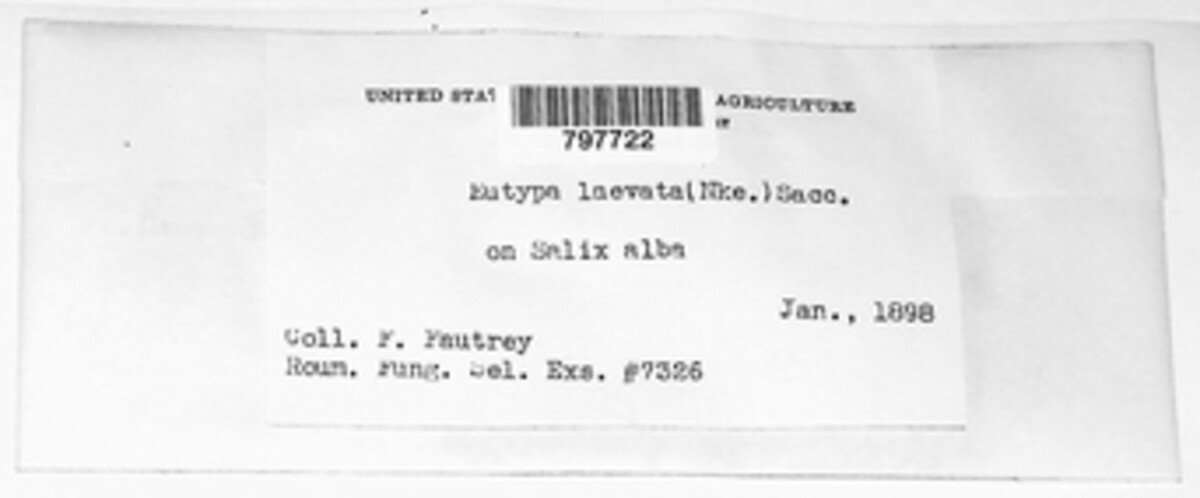 UNITED STAT AGRICULTURE
797722
Eutypa laevata(Nke.)Sacc.
on Salix alba
Jan., 1898
Coll. F. Fautrey
Roum. Fung. Sel. Exs. #7326